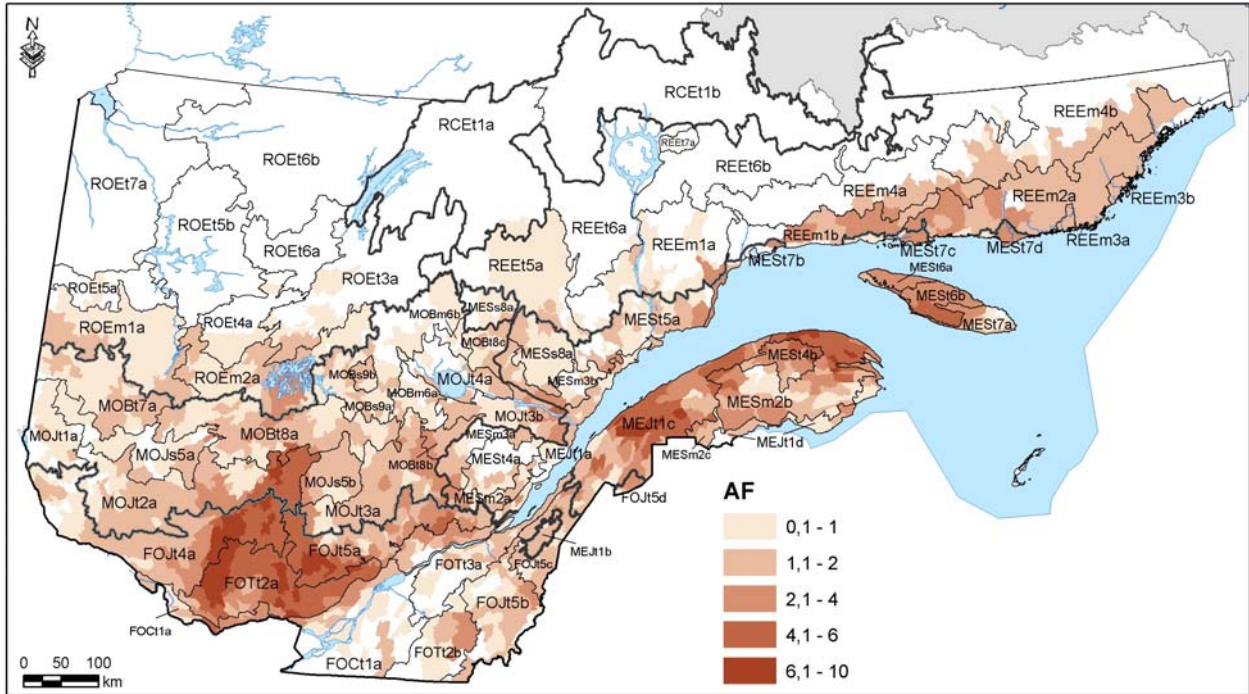 N
RCEt1a
RCEt1b
REEt7a
REEm4b
ROEt6b
ROEt7a
REEt6b
REEm4a
REEm2a
REEm3b
ROEt5b
ROEt6a
REEt6a
REEm1a
REEm1b
MESt7b
MESt7c
MESt7d
REEm3a
MESt6a
ROEt3a
REEt5a
ROEt5a
MESt6b
MESt7a
ROEm1a
ROEt4a
MOBm6b
MESs8a
MESt5a
MOBt8c
MESs8a
ROEm2a
MOBs9b
MOJt4a
MESm3b
MESt4b
MOBt7a
MOBm6a
MOBs9a
MOJt3b
MESm2b
MOJt1a
MOBt8a
MESm3a
MEJt1c
MEJt1d
MOJs5a
MOBt8b
MESt4a
MEJt1a
MESm2c
MOJs5b
MESm2a
FOJt5d
MOJt2a
MOJt3a
MEJt1b
FOJt4a
FOJt5a
FOTt3a
FOJt5c
FOTt2a
FOJt5b
FOCt1a
FOCt1a
FOTt2b
AF
0,1 - 1
1,1 - 2
2,1 - 4
4,1 - 6
6,1 - 10
0 50 100
km